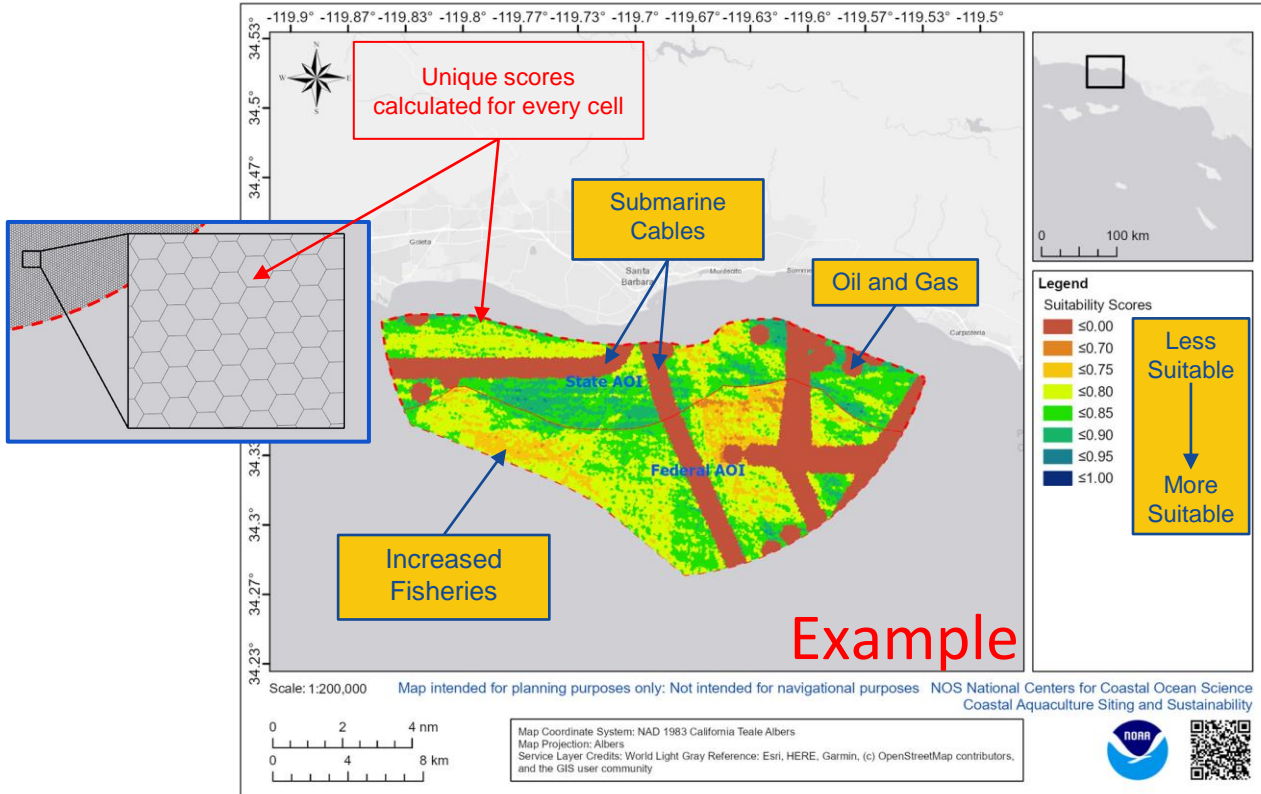 -119.9° -119.87° -119.83° -119.8° -119.77° -119.73° -119.7° -119.67° -119.63° -119.6° -119.57° -119.53° -119.5°
34.53°
34.5°
34.47°
34.33°
34.3°
34.27°
34.23°
N
W E
S
Unique scores
calculated for every cell
Submarine
Cables
Oil and Gas
Goleta
Santa
Barbara
Montecito
Carpinteria
State AOI
Federal AOI
Increased
Fisheries
Example
0 100 km
Legend
Suitability Scores
≤0.00
≤0.70
≤0.75
≤0.80
≤0.85
≤0.90
≤0.95
≤1.00
Less
Suitable
More
Suitable
Scale: 1:200,000
Map intended for planning purposes only: Not intended for navigational purposes
NOS National Centers for Coastal Ocean Science
Coastal Aquaculture Siting and Sustainability
0 2 4 nm
0 4 8 km
Map Coordinate System: NAD 1983 California Teale Albers
Map Projection: Albers
Service Layer Credits: World Light Gray Reference: Esri, HERE, Garmin, (c) OpenStreetMap contributors,
and the GIS user community
NOAA